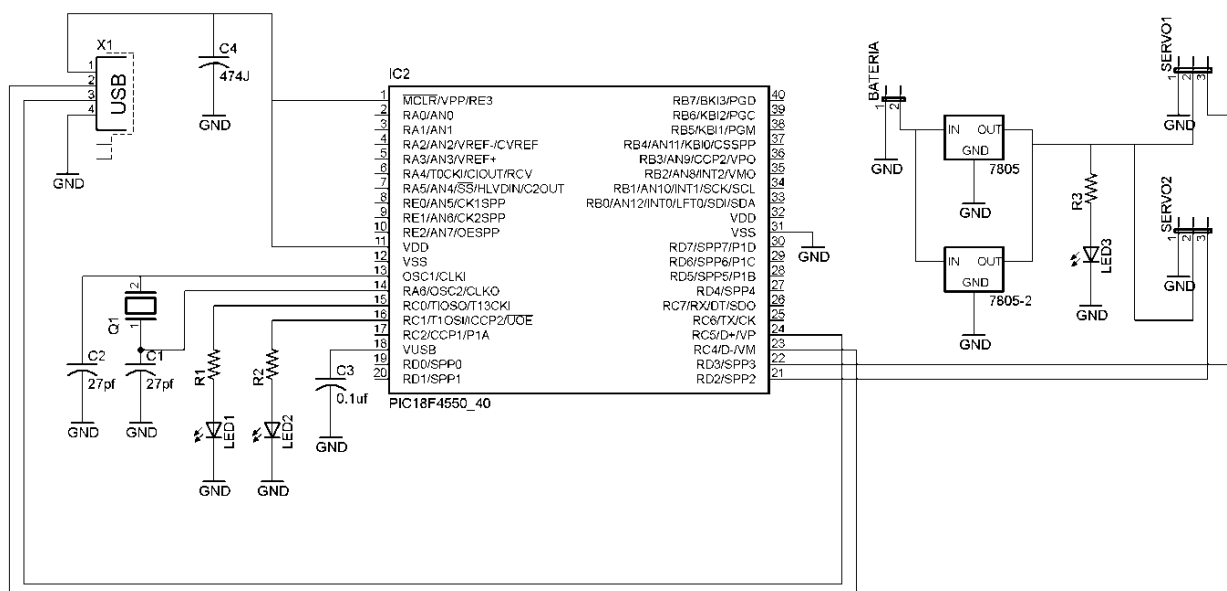 X1
1
2
3
4
USB
GND
C4
474J
GND
IC2
1 MCLR/VPP/RE3
2 RA0/AN0
3 RA1/AN1
4 RA2/AN2/VREF-/CVREF
5 RA3/AN3/VREF+
6 RA4/T0CKI/CIOUT/RCV
7 RA5/AN4/SS/HLVDIN/C2OUT
8 RE0/AN5/CK1SPP
9 RE1/AN6/CK2SPP
10 RE2/AN7/OESPP
11 VDD
12 VSS
13 OSC1/CLKI
14 RA6/OSC2/CLKO
15 RC0/TIOSO/T13CKI
16 RC1/T1OSI/ICCP2/UOE
17 RC2/CCP1/P1A
18 VUSB
19 RD0/SPP0
20 RD1/SPP1
RB7/BKI3/PGD 40
RB6/KBI2/PGC 39
RB5/KBI1/PGM 38
RB4/AN11/KBI0/CSSPP 37
RB3/AN9/CCP2/VPO 36
RB2/AN8/INT2/VMO 35
RB1/AN10/INT1/SCK/SCL 34
RB0/AN12/INT0/LFT0/SDI/SDA 33
VDD 32
VSS 31
RD7/SPP7/P1D 30
RD6/SPP6/P1C 29
RD5/SPP5/P1B 28
RD4/SPP4 27
RC7/RX/DT/SDO 26
RC6/TX/CK 25
RC5/D+/VP 24
RC4/D-/VM 23
RD3/SPP3 22
RD2/SPP2 21
PIC18F4550_40
GND
2
Q1
1
C2
27pf
GND
C1
27pf
GND
R1
LED1
GND
R2
LED2
GND
C3
0.1uf
GND
BATERIA
1
2
GND
IN OUT
GND
7805
GND
IN OUT
GND
7805-2
GND
R3
LED3
GND
SERVO1
1
2
3
GND
SERVO2
1
2
3
GND